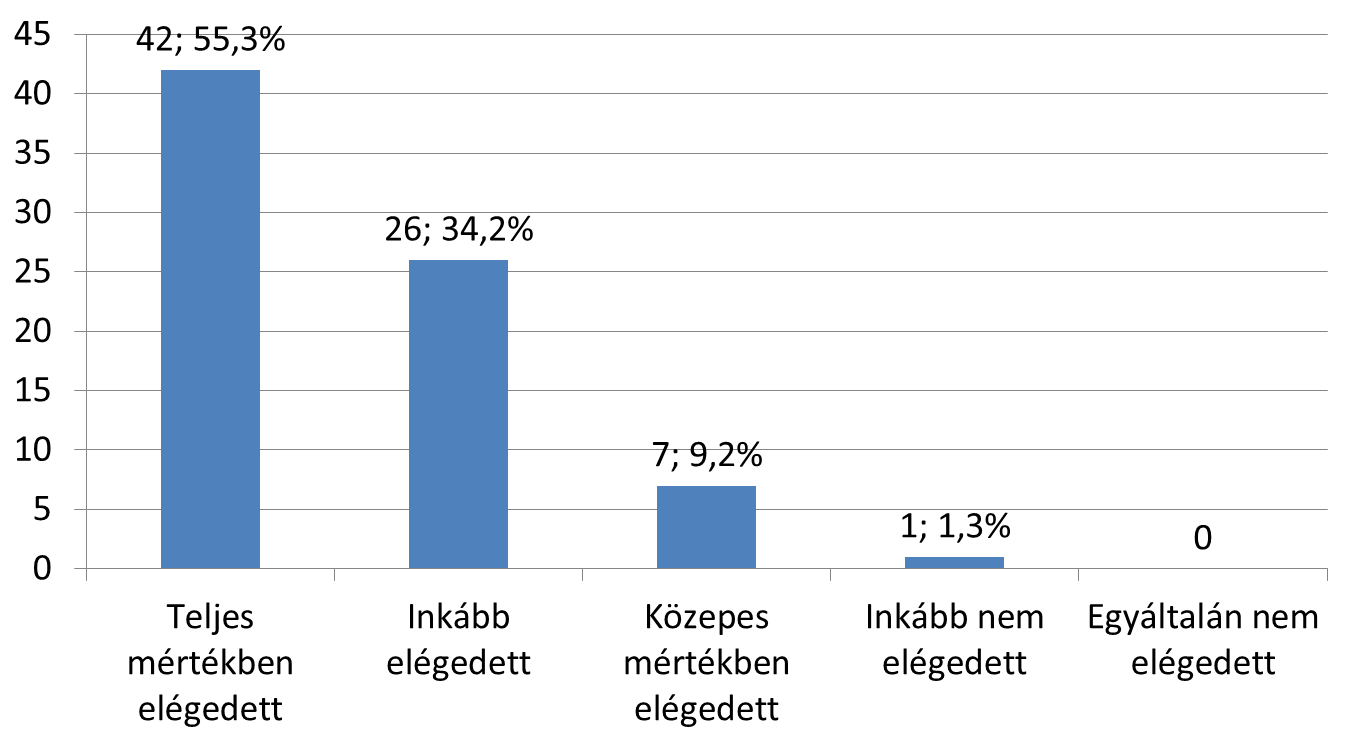 45
40
35
30
25
20
15
10
5
0
42; 55,3%
26; 34,2%
7; 9,2%
1; 1,3%
0
Teljes
mértékben
elégedett
Inkább
elégedett
Közepes
mértékben
elégedett
Inkább nem
elégedett
Egyáltalán nem
elégedett